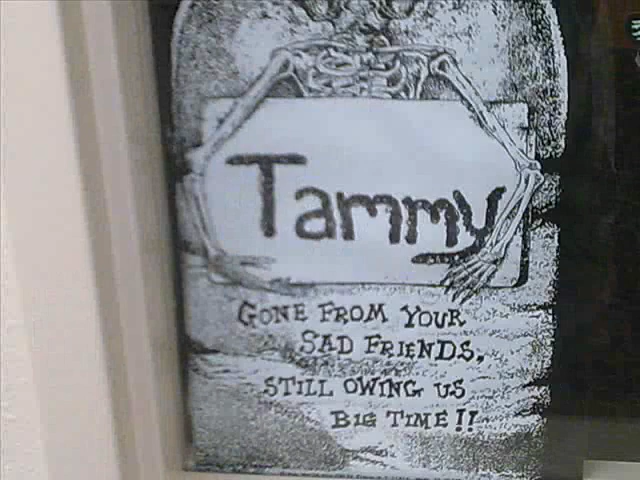 Tammy
GONE FROM YOUR
SAD FRIENDS,
STILL OWING US
BIG TIME!!